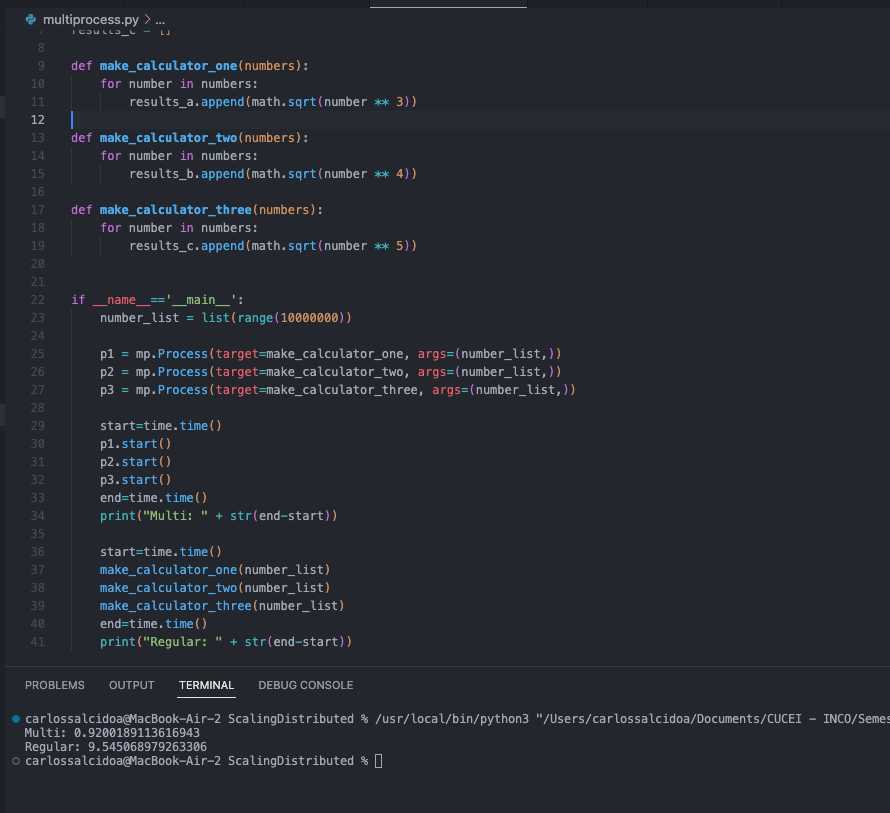 multiprocess.py > ...
7 results_c = []
8
9 def make_calculator_one(numbers):
10 for number in numbers:
11 results_a.append(math.sqrt(number ** 3))
12
13 def make_calculator_two(numbers):
14 for number in numbers:
15 results_b.append(math.sqrt(number ** 4))
16
17 def make_calculator_three(numbers):
18 for number in numbers:
19 results_c.append(math.sqrt(number ** 5))
20
21
22 if __name__=='__main__':
23 number_list = list(range(10000000))
24
25 p1 = mp.Process(target=make_calculator_one, args=(number_list,))
26 p2 = mp.Process(target=make_calculator_two, args=(number_list,))
27 p3 = mp.Process(target=make_calculator_three, args=(number_list,))
28
29 start=time.time()
30 p1.start()
31 p2.start()
32 p3.start()
33 end=time.time()
34 print("Multi: " + str(end-start))
35
36 start=time.time()
37 make_calculator_one(number_list)
38 make_calculator_two(number_list)
39 make_calculator_three(number_list)
40 end=time.time()
41 print("Regular: " + str(end-start))
PROBLEMS OUTPUT TERMINAL DEBUG CONSOLE
carlossalcidoa@MacBook-Air-2 ScalingDistributed % /usr/local/bin/python3 "/Users/carlossalcidoa/Documents/CUCEI - INCO/Semes
Multi: 0.9200189113616943
Regular: 9.545068979263306
carlossalcidoa@MacBook-Air-2 ScalingDistributed %